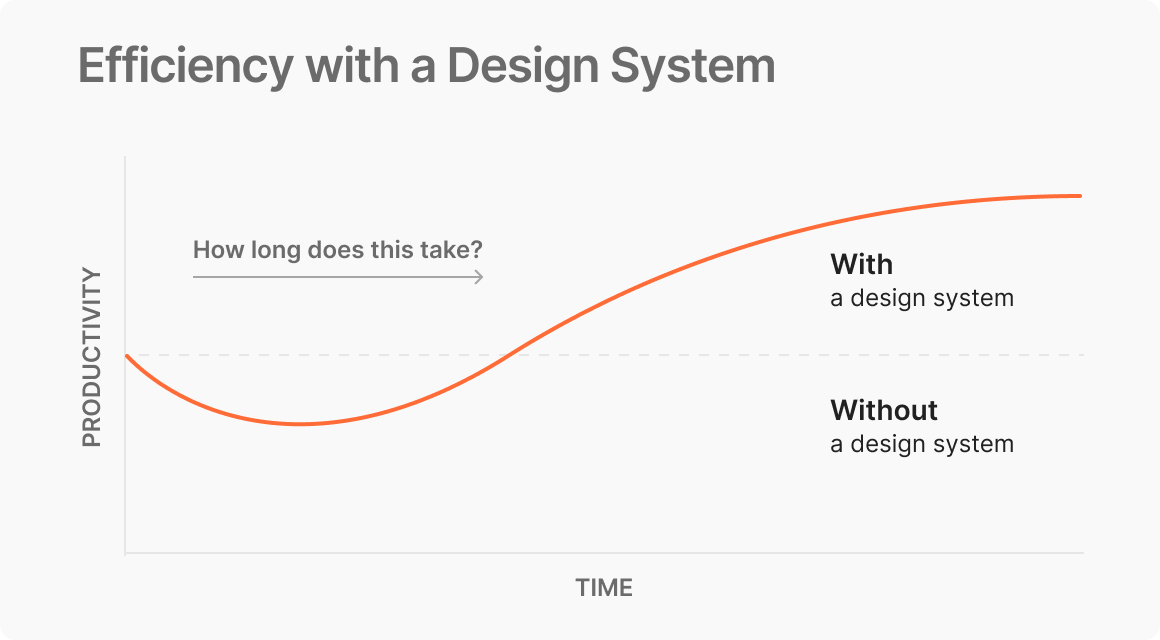 Efficiency with a Design System
How long does this take?
PRODUCTIVITY
With
a design system
Without
a design system
TIME